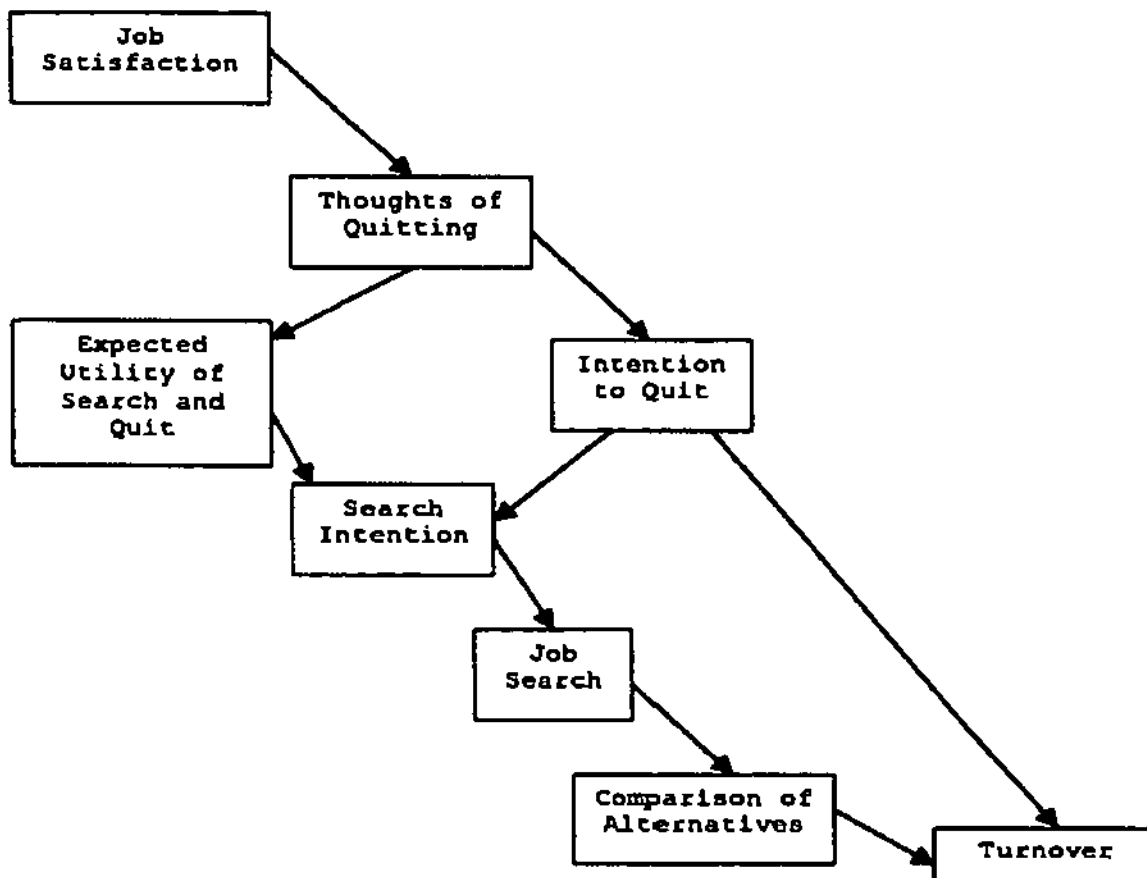 Job
Satisfaction
Thoughts of
Quitting
Expected
Utility of
Search and
Quit
Intention
to Quit
Search
Intention
Job
Search
Comparison of
Alternatives
Turnover